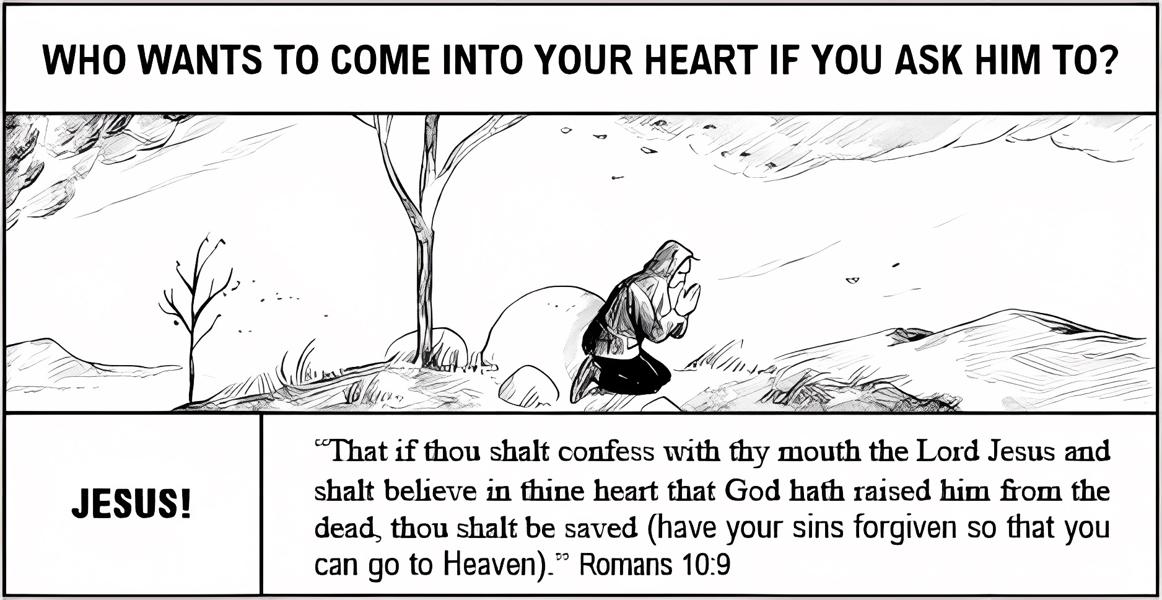 WHO WANTS TO COME INTO YOUR HEART IF YOU ASK HIM TO?
JESUS!
“That if thou shalt confess with thy mouth the Lord Jesus and
shalt believe in thine heart that God hath raised him from the
dead, thou shalt be saved (have your sins forgiven so that you
can go to Heaven).” Romans 10:9